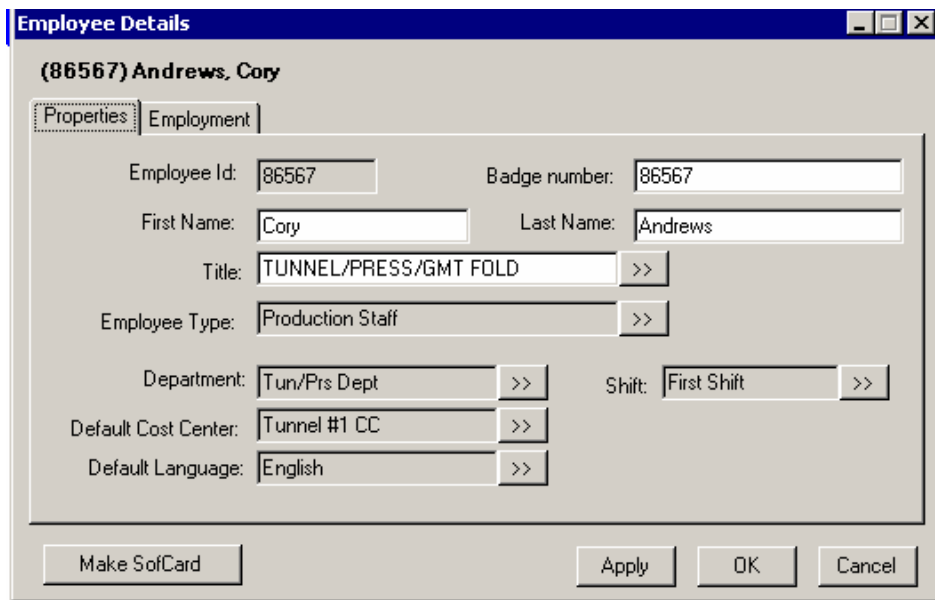 Employee Details
(86567) Andrews, Cory
Properties Employment
Employee Id: 86567 Badge number: 86567
First Name: Cory Last Name: Andrews
Title: TUNNEL/PRESS/GMT FOLD >>
Employee Type: Production Staff >>
Department: Tun/Prs Dept >> Shift: First Shift >>
Default Cost Center: Tunnel #1 CC >>
Default Language: English >>
Make SofCard Apply OK Cancel